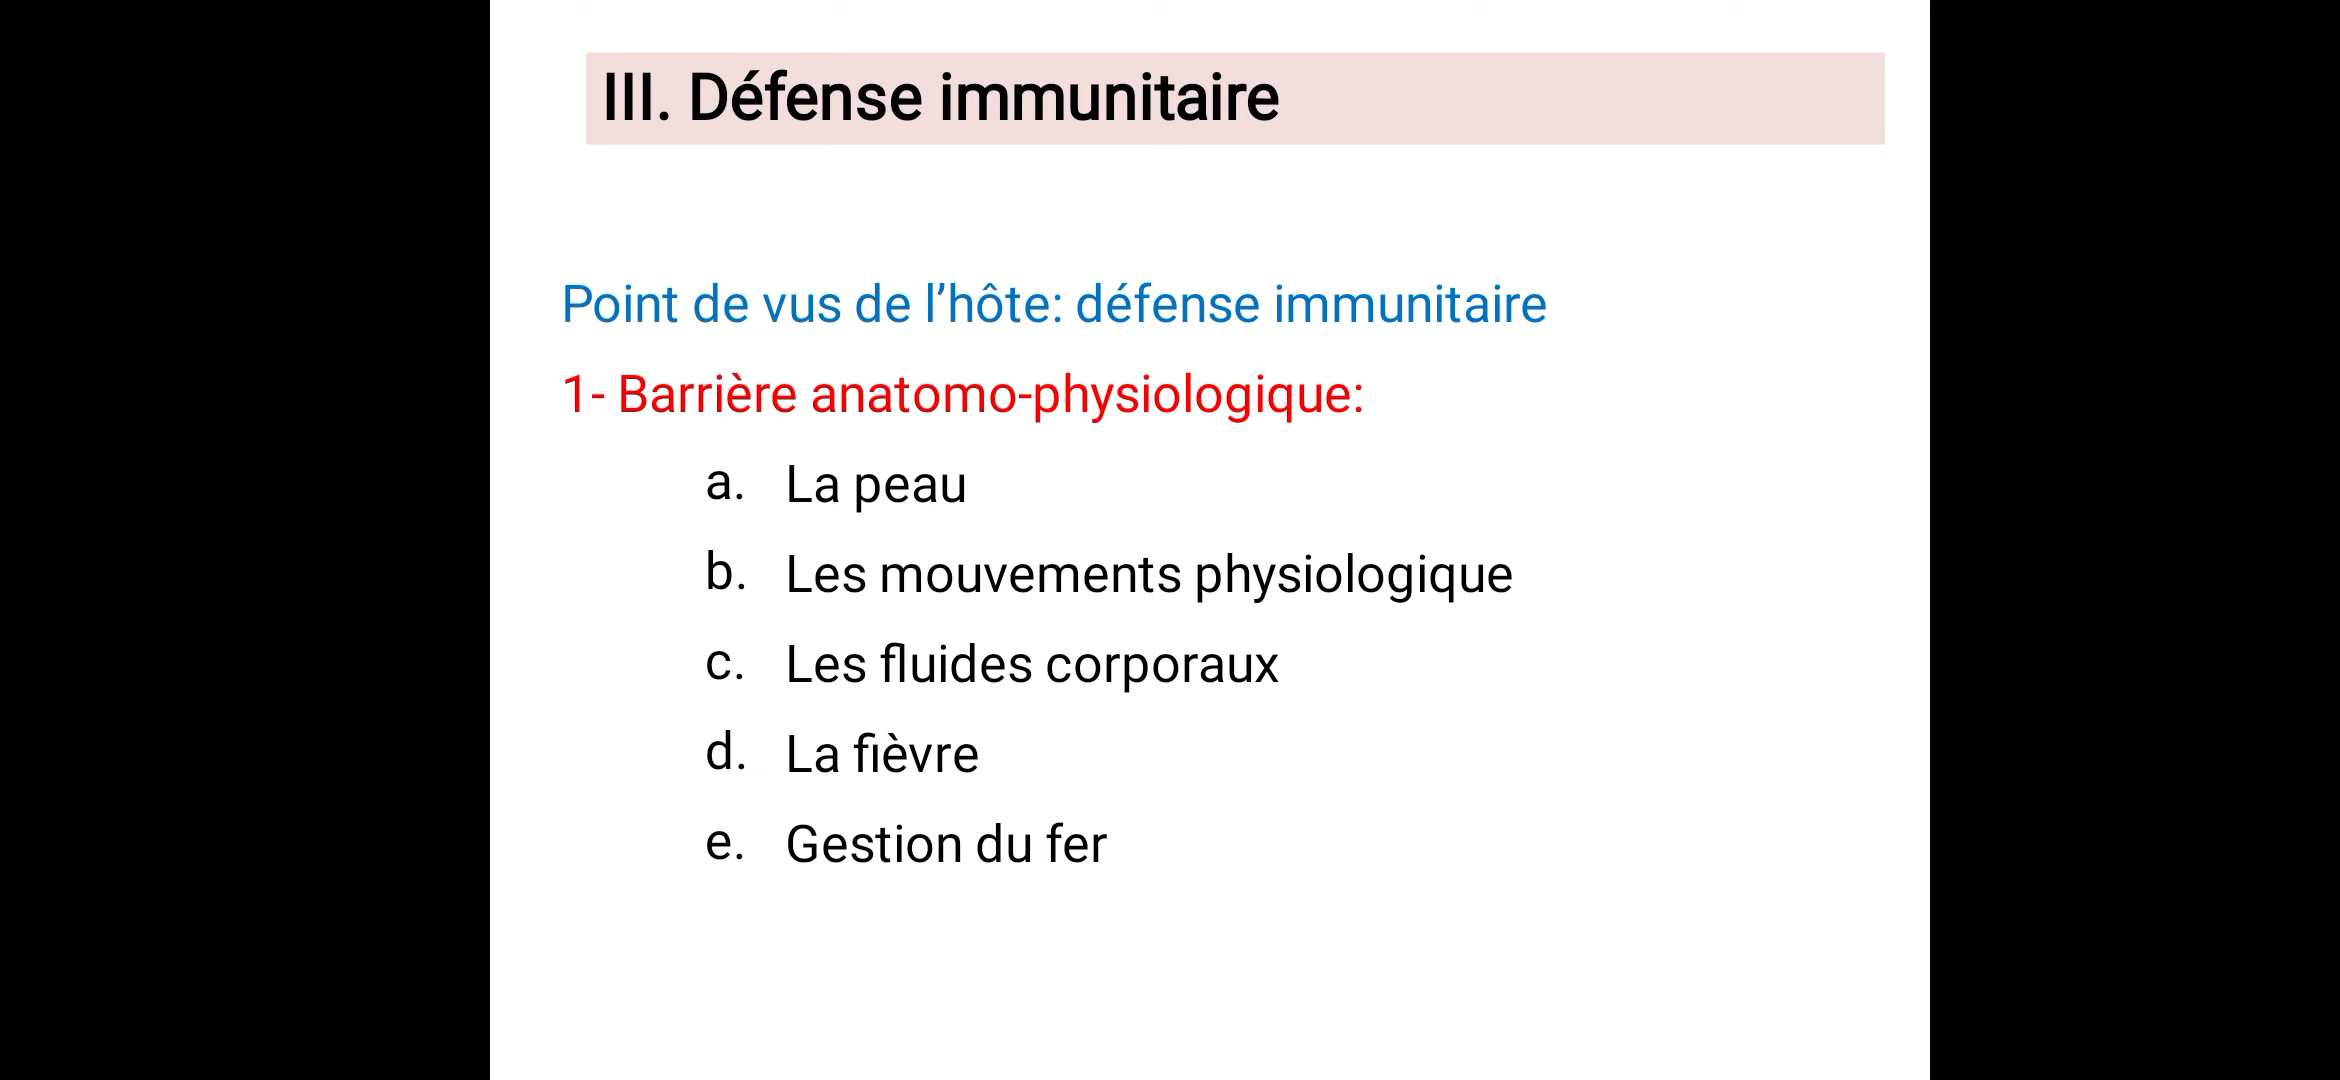 III. Défense immunitaire
Point de vus de l’hôte: défense immunitaire
1- Barrière anatomo-physiologique:
a. La peau
b. Les mouvements physiologique
c. Les fluides corporaux
d. La fièvre
e. Gestion du fer